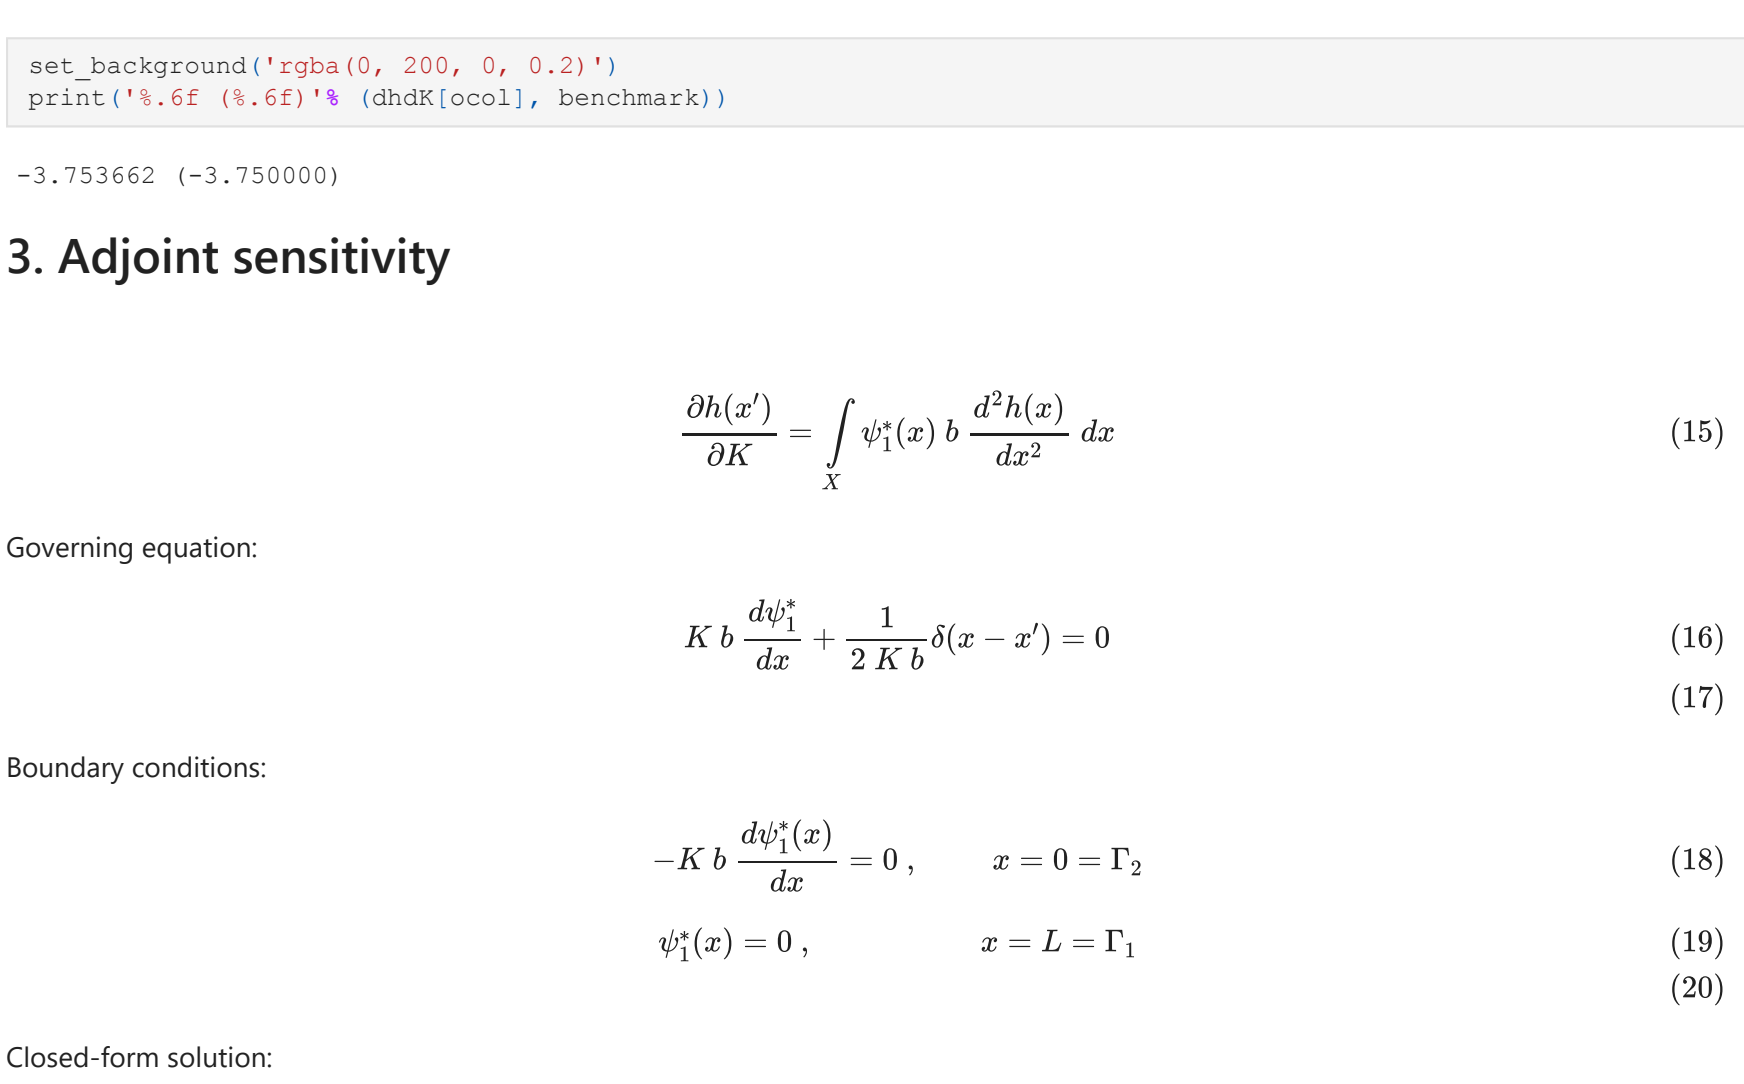 set_background('rgba(0, 200, 0, 0.2)')
print('%.6f (%.6f)'% (dhdK[ocol], benchmark))
-3.753662 (-3.750000)
3. Adjoint sensitivity
∂h(x′)/∂K = ∫_X ψ₁*(x) b d²h(x)/dx² dx (15)
Governing equation:
K b dψ₁*/dx + 1/(2 K b) δ(x − x′) = 0 (16)
(17)
Boundary conditions:
−K b dψ₁*(x)/dx = 0 , x = 0 = Γ₂ (18)
ψ₁*(x) = 0 , x = L = Γ₁ (19)
(20)
Closed-form solution: